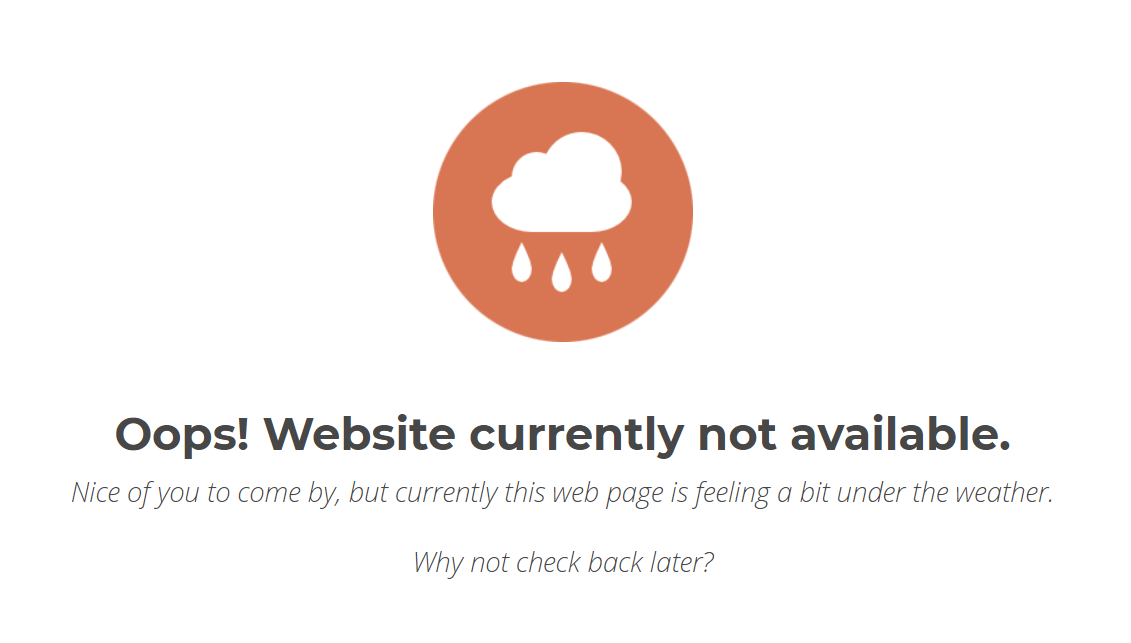 Oops! Website currently not available.
Nice of you to come by, but currently this web page is feeling a bit under the weather.
Why not check back later?